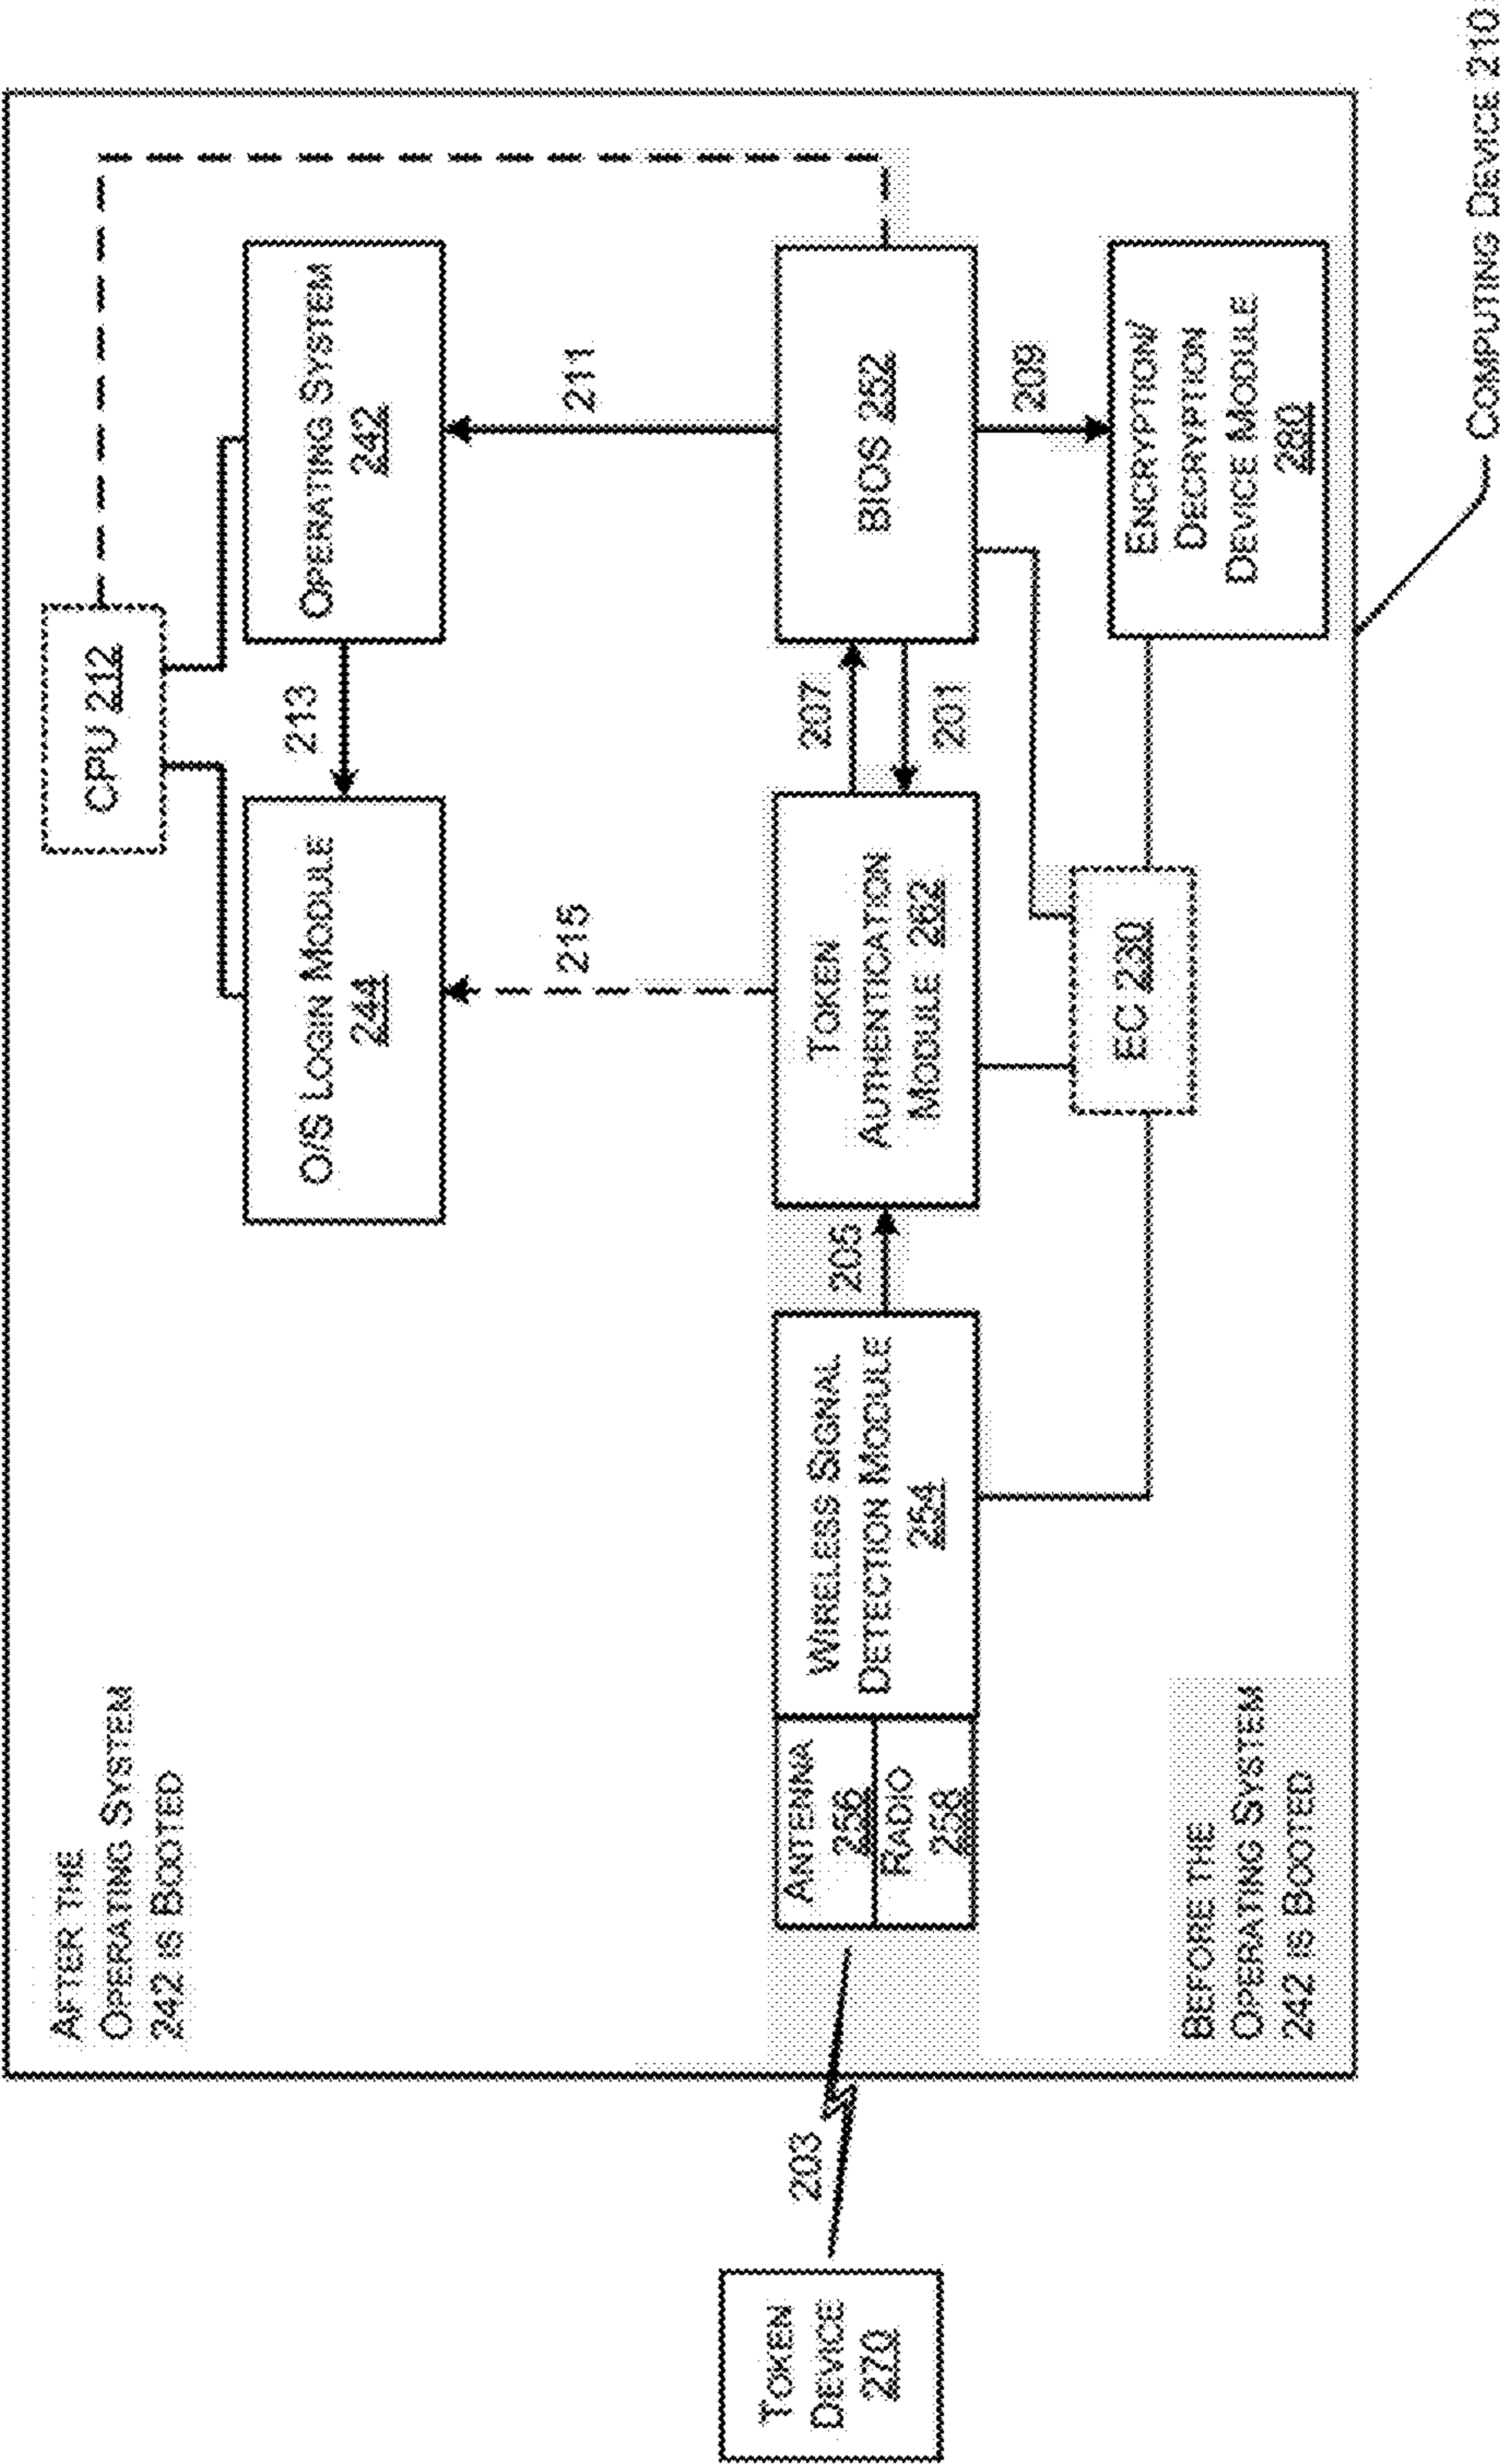 AFTER THE
OPERATING SYSTEM
242 IS BOOTED
CPU 212
O/S LOGIN MODULE
244
213
OPERATING SYSTEM
242
215
211
TOKEN
DEVICE
270
203
ANTENNA
256
RADIO
258
WIRELESS SIGNAL
DETECTION MODULE
254
205
TOKEN
AUTHENTICATION
MODULE 262
207
201
BIOS 252
209
EC 230
ENCRYPTION/
DECRYPTION
DEVICE MODULE
280
BEFORE THE
OPERATING SYSTEM
242 IS BOOTED
COMPUTING DEVICE 210